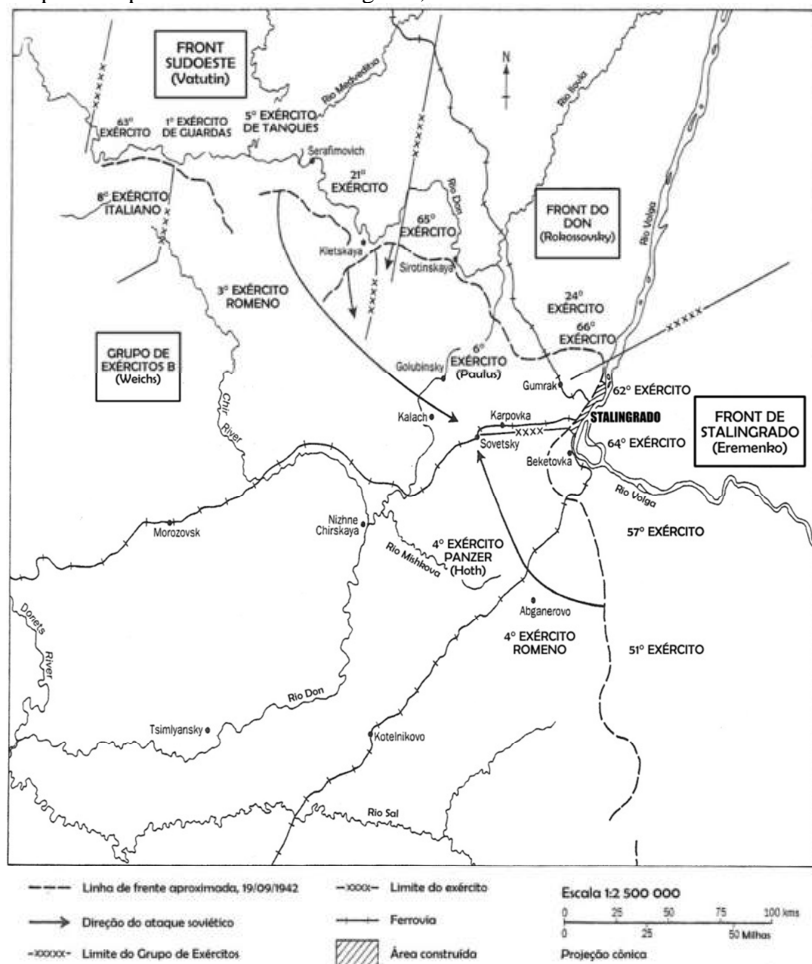 FRONT
SUDOESTE
(Vatutin)
N
Rio Medveditxa
Rio Ilovla
63º
EXÉRCITO
1º EXÉRCITO
DE GUARDAS
5º EXÉRCITO
DE TANQUES
Serafimovich
21º
EXÉRCITO
8º EXÉRCITO
ITALIANO
Rio Don
65º
EXÉRCITO
FRONT DO
DON
(Rokossovsky)
Rio Volga
Kletskaya
Sirotinskaya
3º EXÉRCITO
ROMENO
24º
EXÉRCITO
66º
EXÉRCITO
GRUPO DE
EXÉRCITOS B
(Weichs)
6º
EXÉRCITO
(Paulus)
Golubinsky
Gumrak
62º EXÉRCITO
Chir
River
Kalach
Karpovka
STALINGRADO
FRONT DE
STALINGRADO
(Eremenko)
Sovetsky
64º EXÉRCITO
Beketovka
Rio Volga
Morozovsk
Nizhne
Chirskaya
4º EXÉRCITO
PANZER
(Hoth)
Rio Mishkova
57º EXÉRCITO
Abganerovo
4º EXÉRCITO
ROMENO
51º EXÉRCITO
Donets
River
Rio Don
Tsimlyansky
Kotelnikovo
Rio Sal
Linha de frente aproximada, 19/09/1942
Limite do exército
Escala 1:2 500 000
Direção do ataque soviético
Ferrovia
0 25 50 75 100 kms
0 25 50 Milhas
Limite do Grupo de Exércitos
Área construída
Projeção cônica